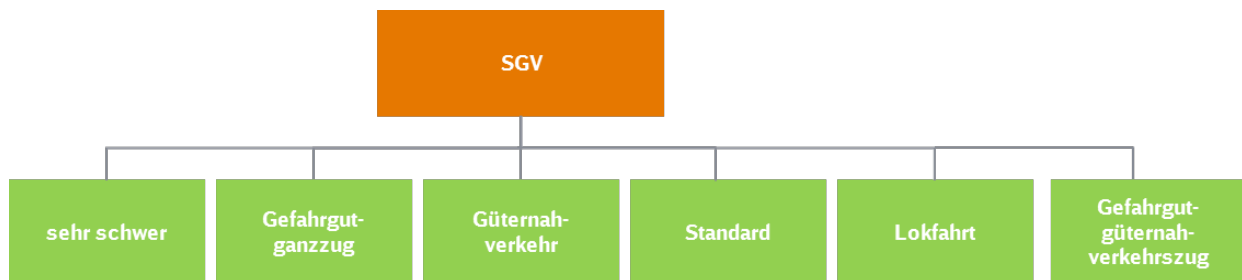 SGV
sehr schwer
Gefahrgut-
ganzzug
Güternah-
verkehr
Standard
Lokfahrt
Gefahrgut-
güternah-
verkehrszug